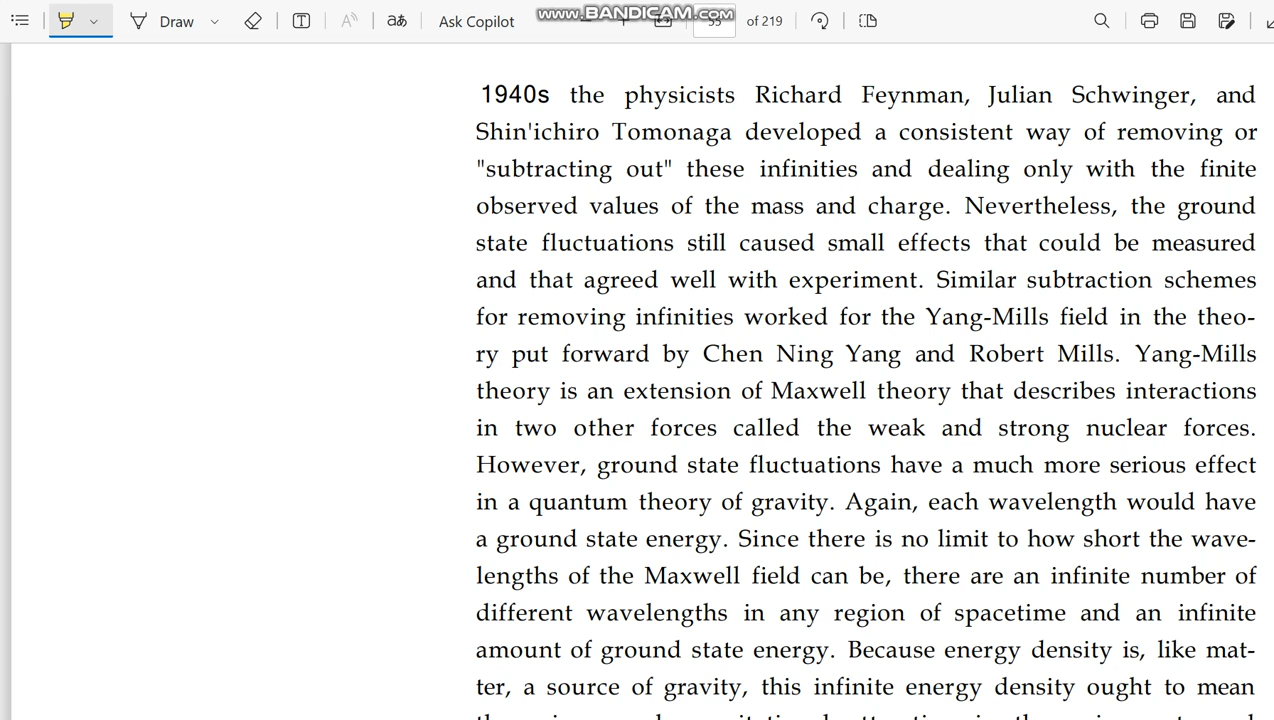 Draw
aあ
Ask Copilot
www.BANDICAM.com
of 219
1940s the physicists Richard Feynman, Julian Schwinger, and
Shin'ichiro Tomonaga developed a consistent way of removing or
"subtracting out" these infinities and dealing only with the finite
observed values of the mass and charge. Nevertheless, the ground
state fluctuations still caused small effects that could be measured
and that agreed well with experiment. Similar subtraction schemes
for removing infinities worked for the Yang-Mills field in the theo-
ry put forward by Chen Ning Yang and Robert Mills. Yang-Mills
theory is an extension of Maxwell theory that describes interactions
in two other forces called the weak and strong nuclear forces.
However, ground state fluctuations have a much more serious effect
in a quantum theory of gravity. Again, each wavelength would have
a ground state energy. Since there is no limit to how short the wave-
lengths of the Maxwell field can be, there are an infinite number of
different wavelengths in any region of spacetime and an infinite
amount of ground state energy. Because energy density is, like mat-
ter, a source of gravity, this infinite energy density ought to mean